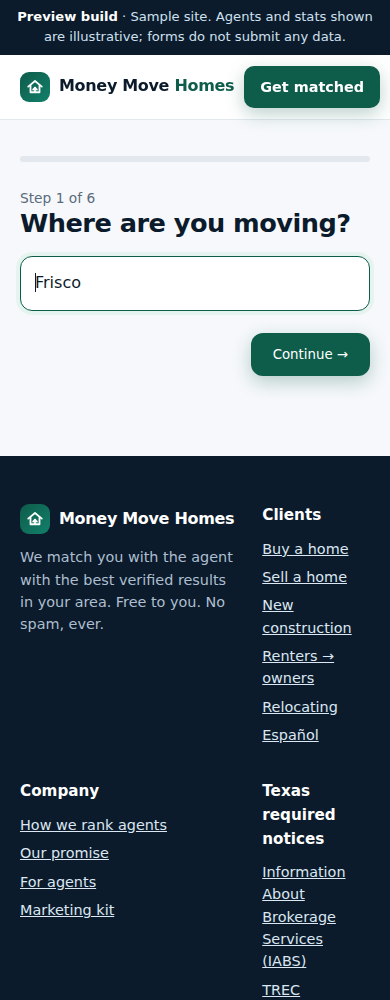 Preview build · Sample site. Agents and stats shown
are illustrative; forms do not submit any data.
Money Move Homes
Get matched
Step 1 of 6
Where are you moving?
Frisco
Continue →
Money Move Homes
We match you with the agent
with the best verified results
in your area. Free to you. No
spam, ever.
Clients
Buy a home
Sell a home
New
construction
Renters →
owners
Relocating
Español
Company
How we rank agents
Our promise
For agents
Marketing kit
Texas
required
notices
Information
About
Brokerage
Services
(IABS)
TREC